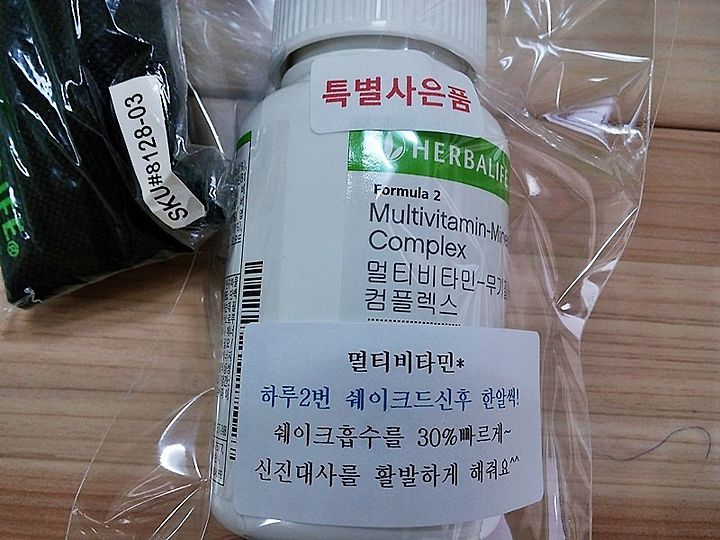 SKU#8128-03
IFE®
특별사은품
HERBALIFE
Formula 2
Multivitamin-Mine
Complex
멀티비타민-무기질
컴플렉스
멀티비타민*
하루2번 쉐이크드신후 한알씩!
쉐이크흡수를 30%빠르게~
신진대사를 활발하게 해줘요^^